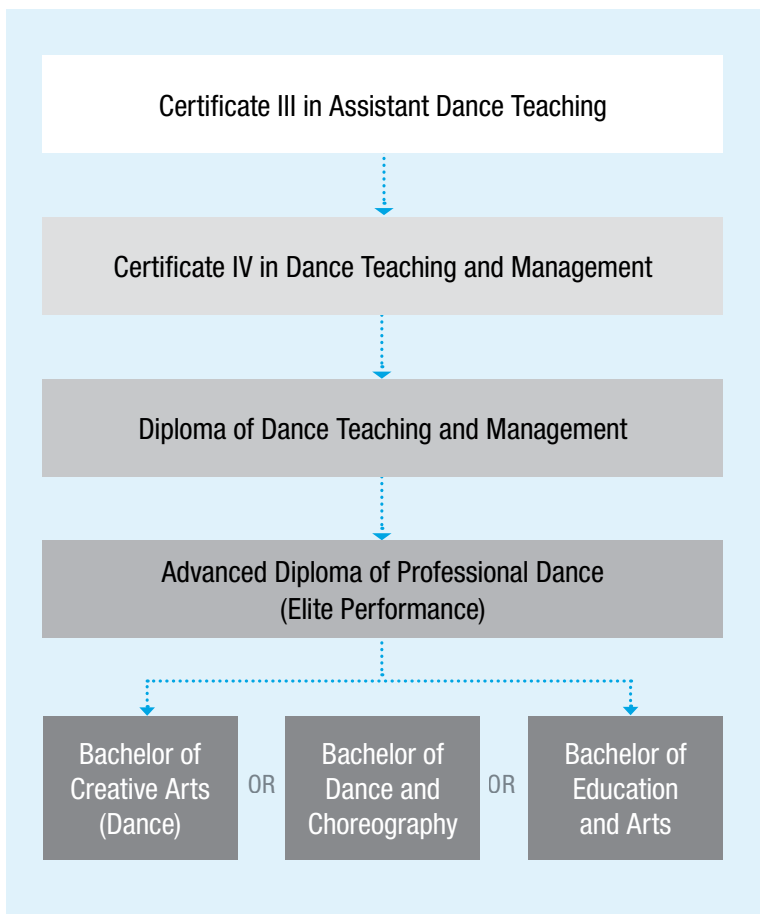 Certificate III in Assistant Dance Teaching
Certificate IV in Dance Teaching and Management
Diploma of Dance Teaching and Management
Advanced Diploma of Professional Dance
(Elite Performance)
Bachelor of
Creative Arts
(Dance)
OR
Bachelor of
Dance and
Choreography
OR
Bachelor of
Education
and Arts